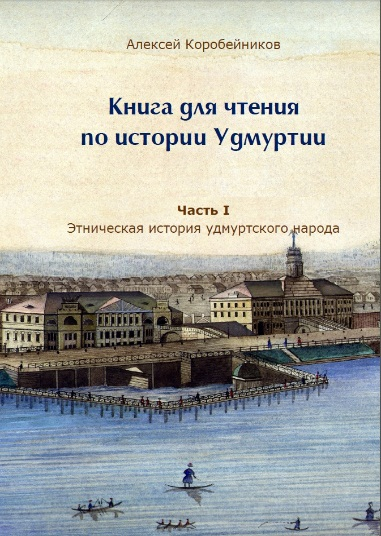 Алексей Коробейников
Книга для чтения
по истории Удмуртии
Часть I
Этническая история удмуртского народа